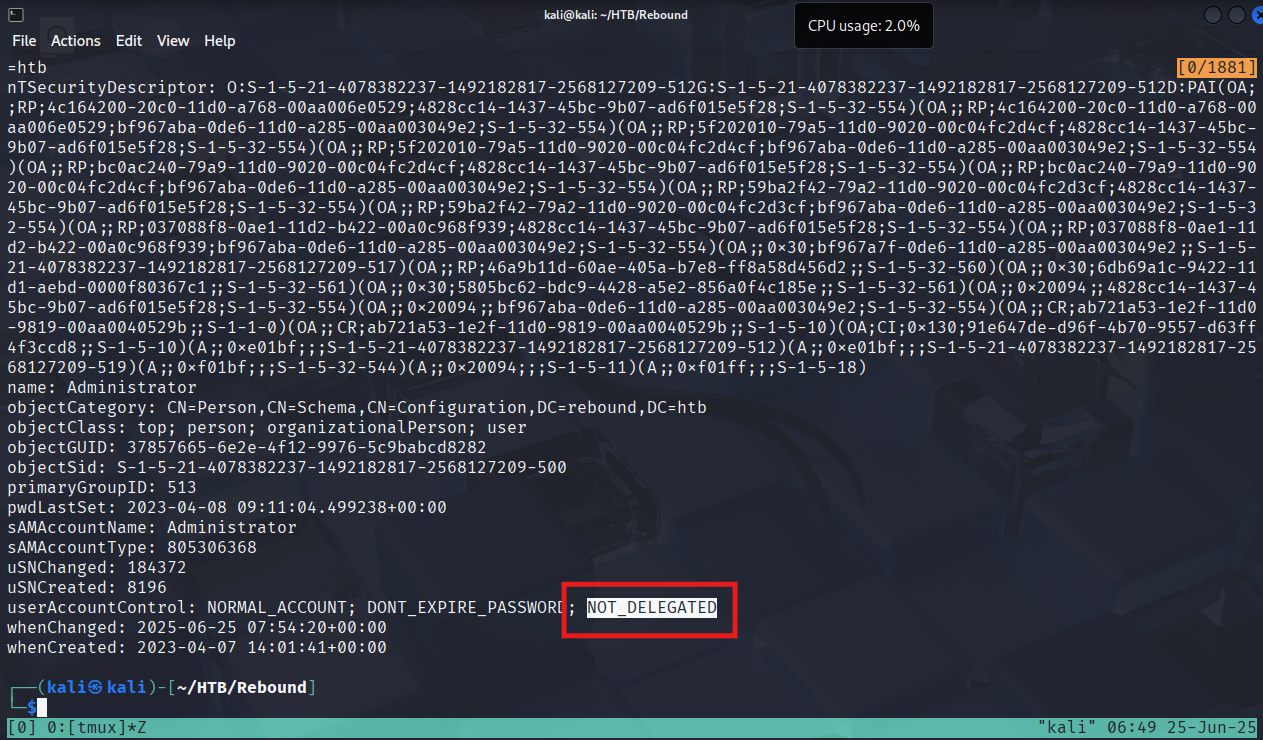 kali@kali: ~/HTB/Rebound
CPU usage: 2.0%
File Actions Edit View Help
=htb [0/1881]
nTSecurityDescriptor: O:S-1-5-21-4078382237-1492182817-2568127209-512G:S-1-5-21-4078382237-1492182817-2568127209-512D:PAI(OA;
;RP;4c164200-20c0-11d0-a768-00aa006e0529;4828cc14-1437-45bc-9b07-ad6f015e5f28;S-1-5-32-554)(OA;;RP;4c164200-20c0-11d0-a768-00
aa006e0529;bf967aba-0de6-11d0-a285-00aa003049e2;S-1-5-32-554)(OA;;RP;5f202010-79a5-11d0-9020-00c04fc2d4cf;4828cc14-1437-45bc-
9b07-ad6f015e5f28;S-1-5-32-554)(OA;;RP;5f202010-79a5-11d0-9020-00c04fc2d4cf;bf967aba-0de6-11d0-a285-00aa003049e2;S-1-5-32-554
)(OA;;RP;bc0ac240-79a9-11d0-9020-00c04fc2d4cf;4828cc14-1437-45bc-9b07-ad6f015e5f28;S-1-5-32-554)(OA;;RP;bc0ac240-79a9-11d0-90
20-00c04fc2d4cf;bf967aba-0de6-11d0-a285-00aa003049e2;S-1-5-32-554)(OA;;RP;59ba2f42-79a2-11d0-9020-00c04fc2d3cf;4828cc14-1437-
45bc-9b07-ad6f015e5f28;S-1-5-32-554)(OA;;RP;59ba2f42-79a2-11d0-9020-00c04fc2d3cf;bf967aba-0de6-11d0-a285-00aa003049e2;S-1-5-3
2-554)(OA;;RP;037088f8-0ae1-11d2-b422-00a0c968f939;4828cc14-1437-45bc-9b07-ad6f015e5f28;S-1-5-32-554)(OA;;RP;037088f8-0ae1-11
d2-b422-00a0c968f939;bf967aba-0de6-11d0-a285-00aa003049e2;S-1-5-32-554)(OA;;0×30;bf967a7f-0de6-11d0-a285-00aa003049e2;;S-1-5-
21-4078382237-1492182817-2568127209-517)(OA;;RP;46a9b11d-60ae-405a-b7e8-ff8a58d456d2;;S-1-5-32-560)(OA;;0×30;6db69a1c-9422-11
d1-aebd-0000f80367c1;;S-1-5-32-561)(OA;;0×30;5805bc62-bdc9-4428-a5e2-856a0f4c185e;;S-1-5-32-561)(OA;;0×20094;;4828cc14-1437-4
5bc-9b07-ad6f015e5f28;S-1-5-32-554)(OA;;0×20094;;bf967aba-0de6-11d0-a285-00aa003049e2;S-1-5-32-554)(OA;;CR;ab721a53-1e2f-11d0
-9819-00aa0040529b;;S-1-1-0)(OA;;CR;ab721a53-1e2f-11d0-9819-00aa0040529b;;S-1-5-10)(OA;CI;0×130;91e647de-d96f-4b70-9557-d63ff
4f3ccd8;;S-1-5-10)(A;;0×e01bf;;;S-1-5-21-4078382237-1492182817-2568127209-512)(A;;0×e01bf;;;S-1-5-21-4078382237-1492182817-25
68127209-519)(A;;0×f01bf;;;S-1-5-32-544)(A;;0×20094;;;S-1-5-11)(A;;0×f01ff;;;S-1-5-18)
name: Administrator
objectCategory: CN=Person,CN=Schema,CN=Configuration,DC=rebound,DC=htb
objectClass: top; person; organizationalPerson; user
objectGUID: 37857665-6e2e-4f12-9976-5c9babcd8282
objectSid: S-1-5-21-4078382237-1492182817-2568127209-500
primaryGroupID: 513
pwdLastSet: 2023-04-08 09:11:04.499238+00:00
sAMAccountName: Administrator
sAMAccountType: 805306368
uSNChanged: 184372
uSNCreated: 8196
userAccountControl: NORMAL_ACCOUNT; DONT_EXPIRE_PASSWORD; NOT_DELEGATED
whenChanged: 2025-06-25 07:54:20+00:00
whenCreated: 2023-04-07 14:01:41+00:00
┌──(kali㉿kali)-[~/HTB/Rebound]
└─$
[0] 0:[tmux]*Z "kali" 06:49 25-Jun-25